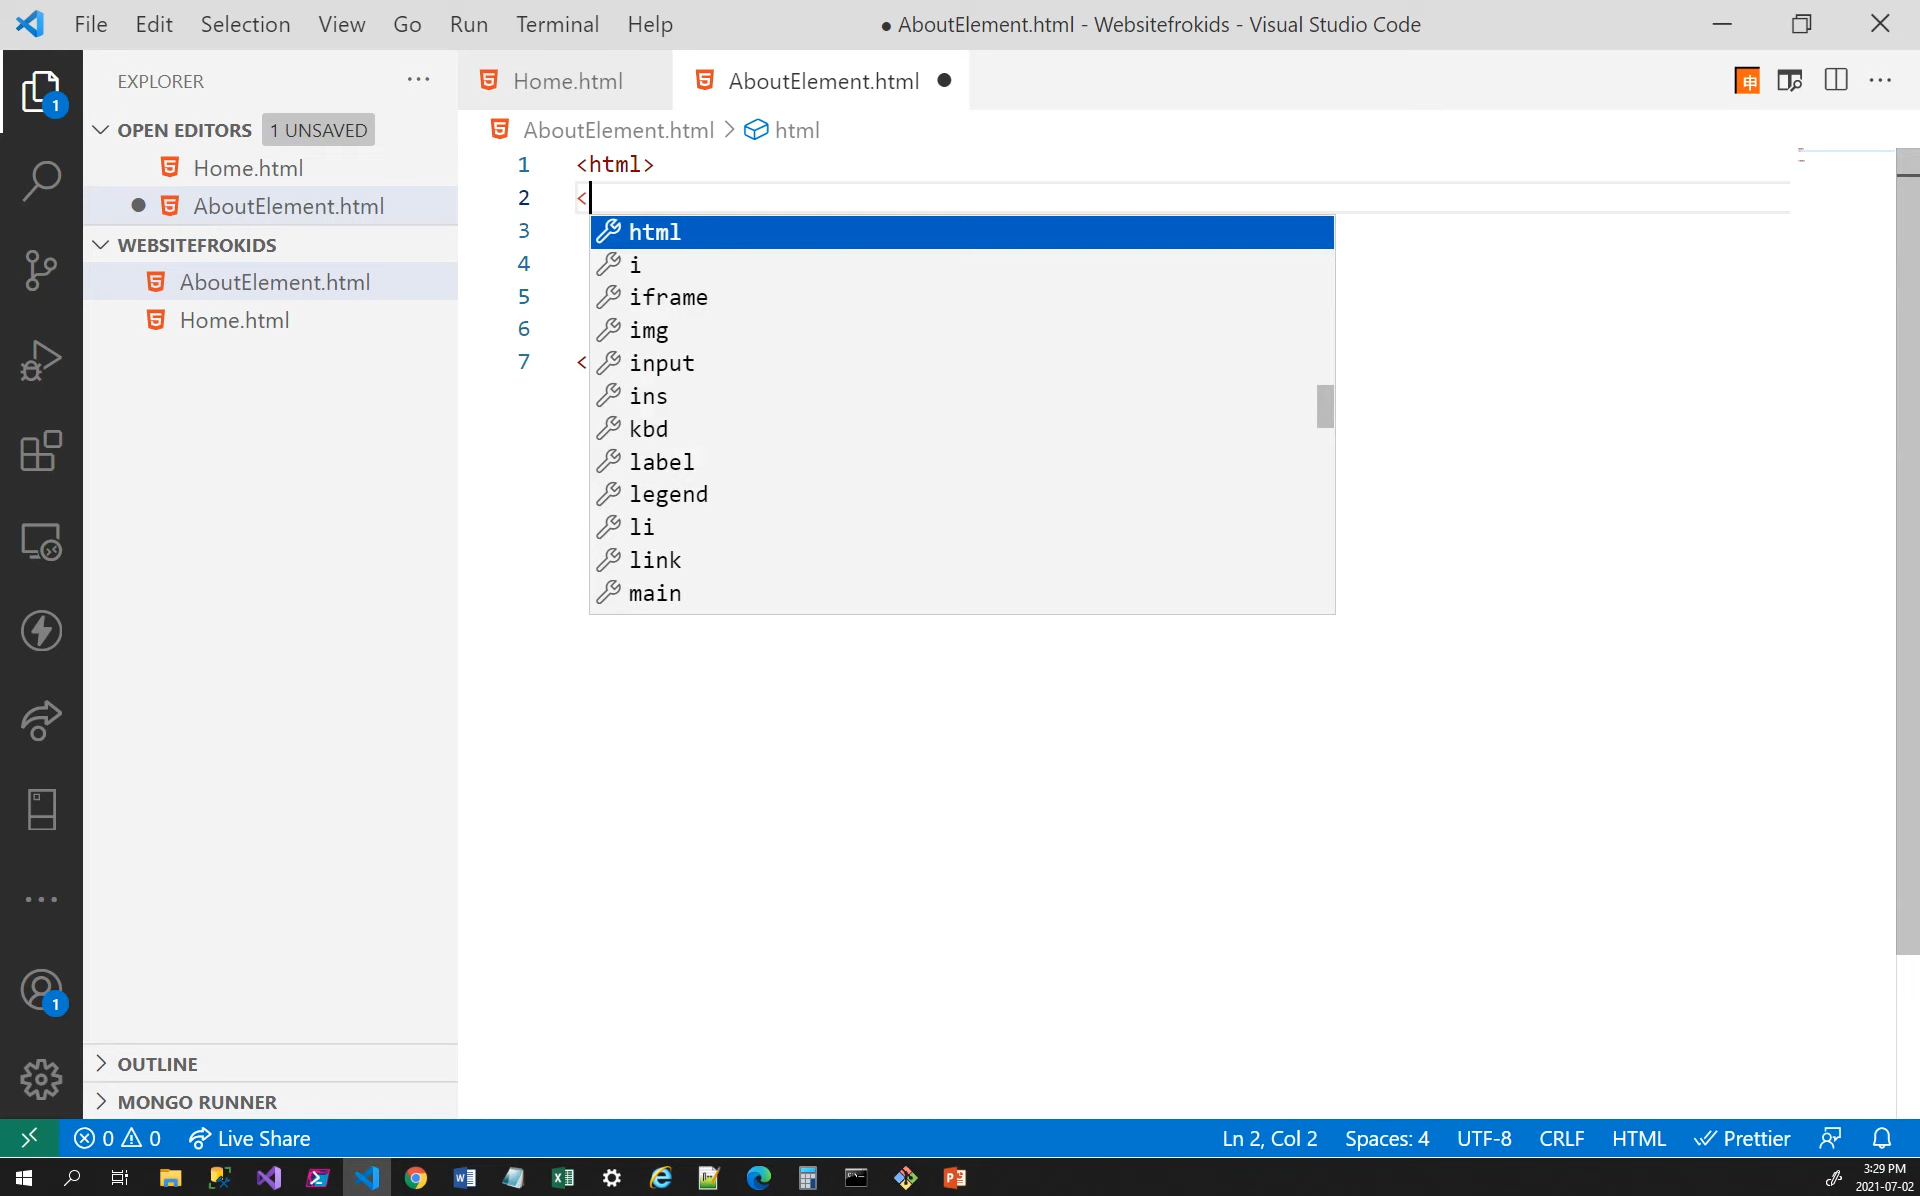 File Edit Selection View Go Run Terminal Help
● AboutElement.html - Websitefrokids - Visual Studio Code
EXPLORER
Home.html
AboutElement.html
OPEN EDITORS 1 UNSAVED
Home.html
AboutElement.html
WEBSITEFROKIDS
AboutElement.html
Home.html
OUTLINE
MONGO RUNNER
1
1
申
AboutElement.html > html
1 <html>
2 <
3
4
5
6
7 <
html
i
iframe
img
input
ins
kbd
label
legend
li
link
main
0 0 Live Share
Ln 2, Col 2 Spaces: 4 UTF-8 CRLF HTML Prettier
3:29 PM
2021-07-02